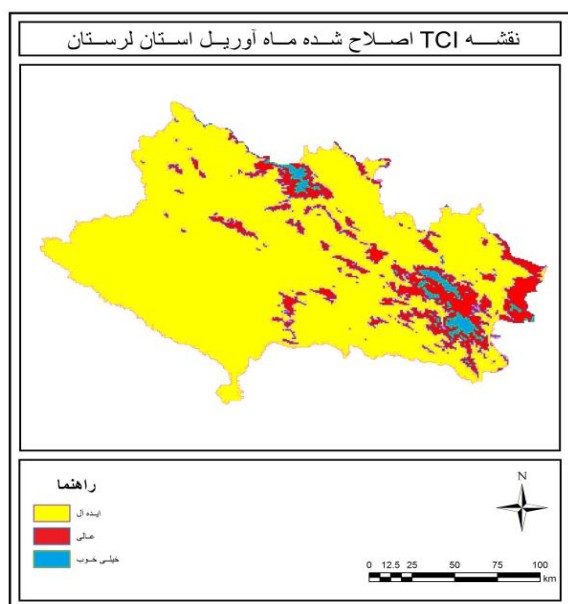 نقشه TCI اصلاح شده ماه آوریل استان لرستان
راهنما
ایده ال
عالی
خیلی خوب
N
0 12.5 25 50 75 100
km